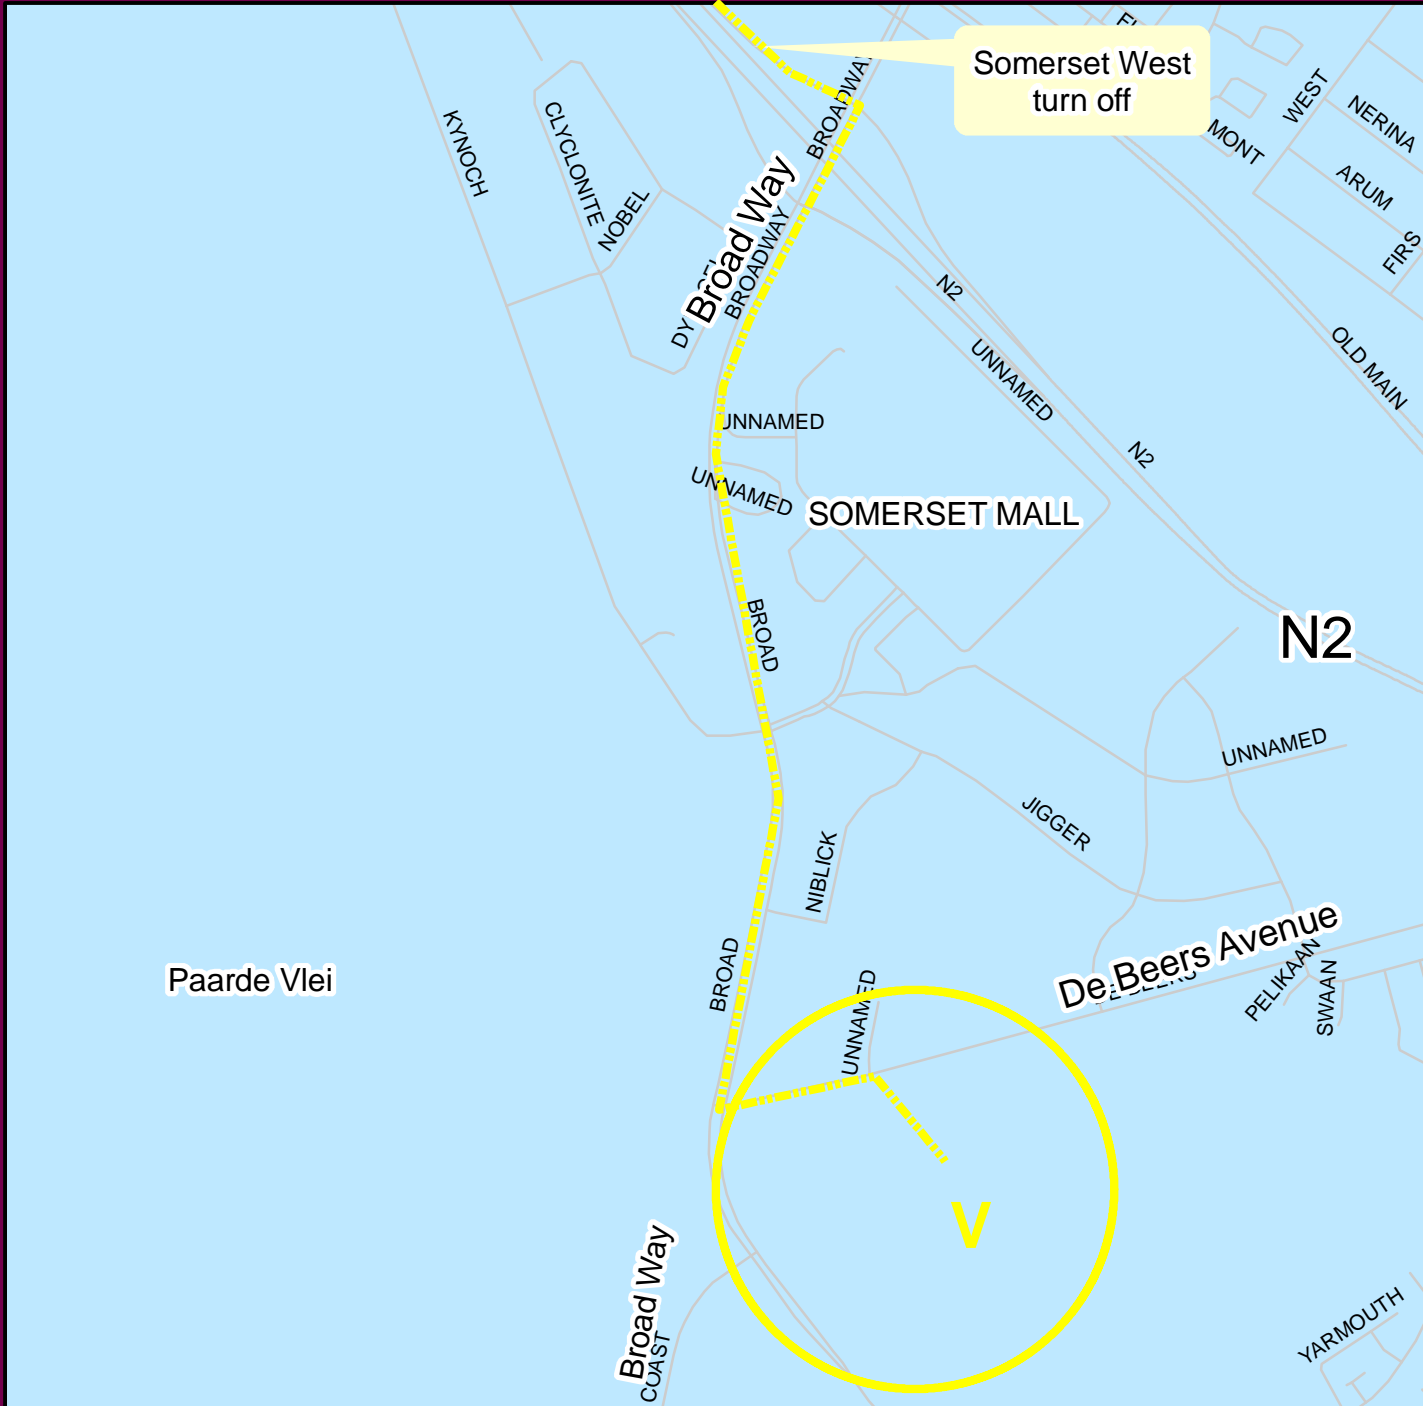 Somerset West
turn off
BROADWAY
WEST
NERINA
MONT
ARUM
FIRS
KYNOCH
CLYCLONITE
NOBEL
Broad Way
BROADWAY
N2
UNNAMED
OLD MAIN
UNNAMED
N2
UNNAMED
SOMERSET MALL
BROAD
N2
UNNAMED
JIGGER
NIBLICK
De Beers Avenue
DE BEERS
PELIKAAN
SWAAN
BROAD
Paarde Vlei
UNNAMED
V
Broad Way
COAST
YARMOUTH